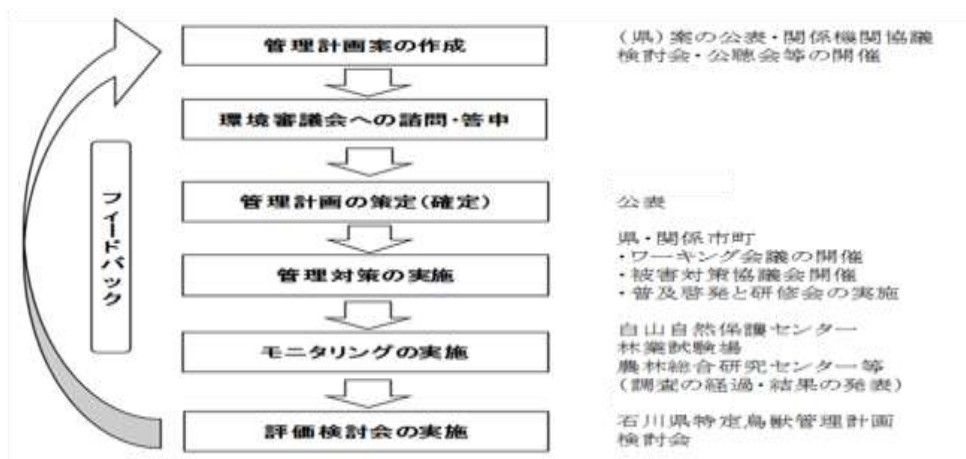 管理計画案の作成
(県)案の公表・関係機関協議
検討会・公聴会等の開催
環境審議会への諮問・答申
管理計画の策定(確定)
公表
管理対策の実施
県・関係市町
・ワーキング会議の開催
・被害対策協議会開催
・普及啓発と研修会の実施
モニタリングの実施
白山自然保護センター
林業試験場
農林総合研究センター等
(調査の経過・結果の発表)
評価検討会の実施
石川県特定鳥獣管理計画
検討会
フィードバック